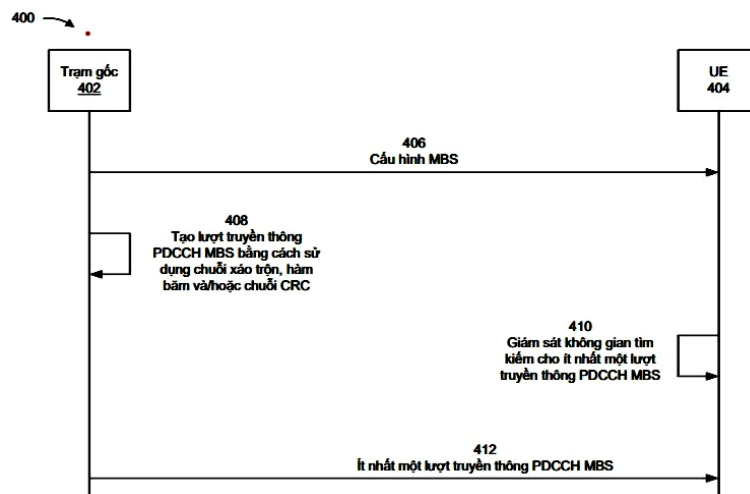 400
Trạm gốc
402
UE
404
406
Cấu hình MBS
408
Tạo lượt truyền thông
PDCCH MBS bằng cách sử
dụng chuỗi xáo trộn, hàm
băm và/hoặc chuỗi CRC
410
Giám sát không gian tìm
kiếm cho ít nhất một lượt
truyền thông PDCCH MBS
412
Ít nhất một lượt truyền thông PDCCH MBS